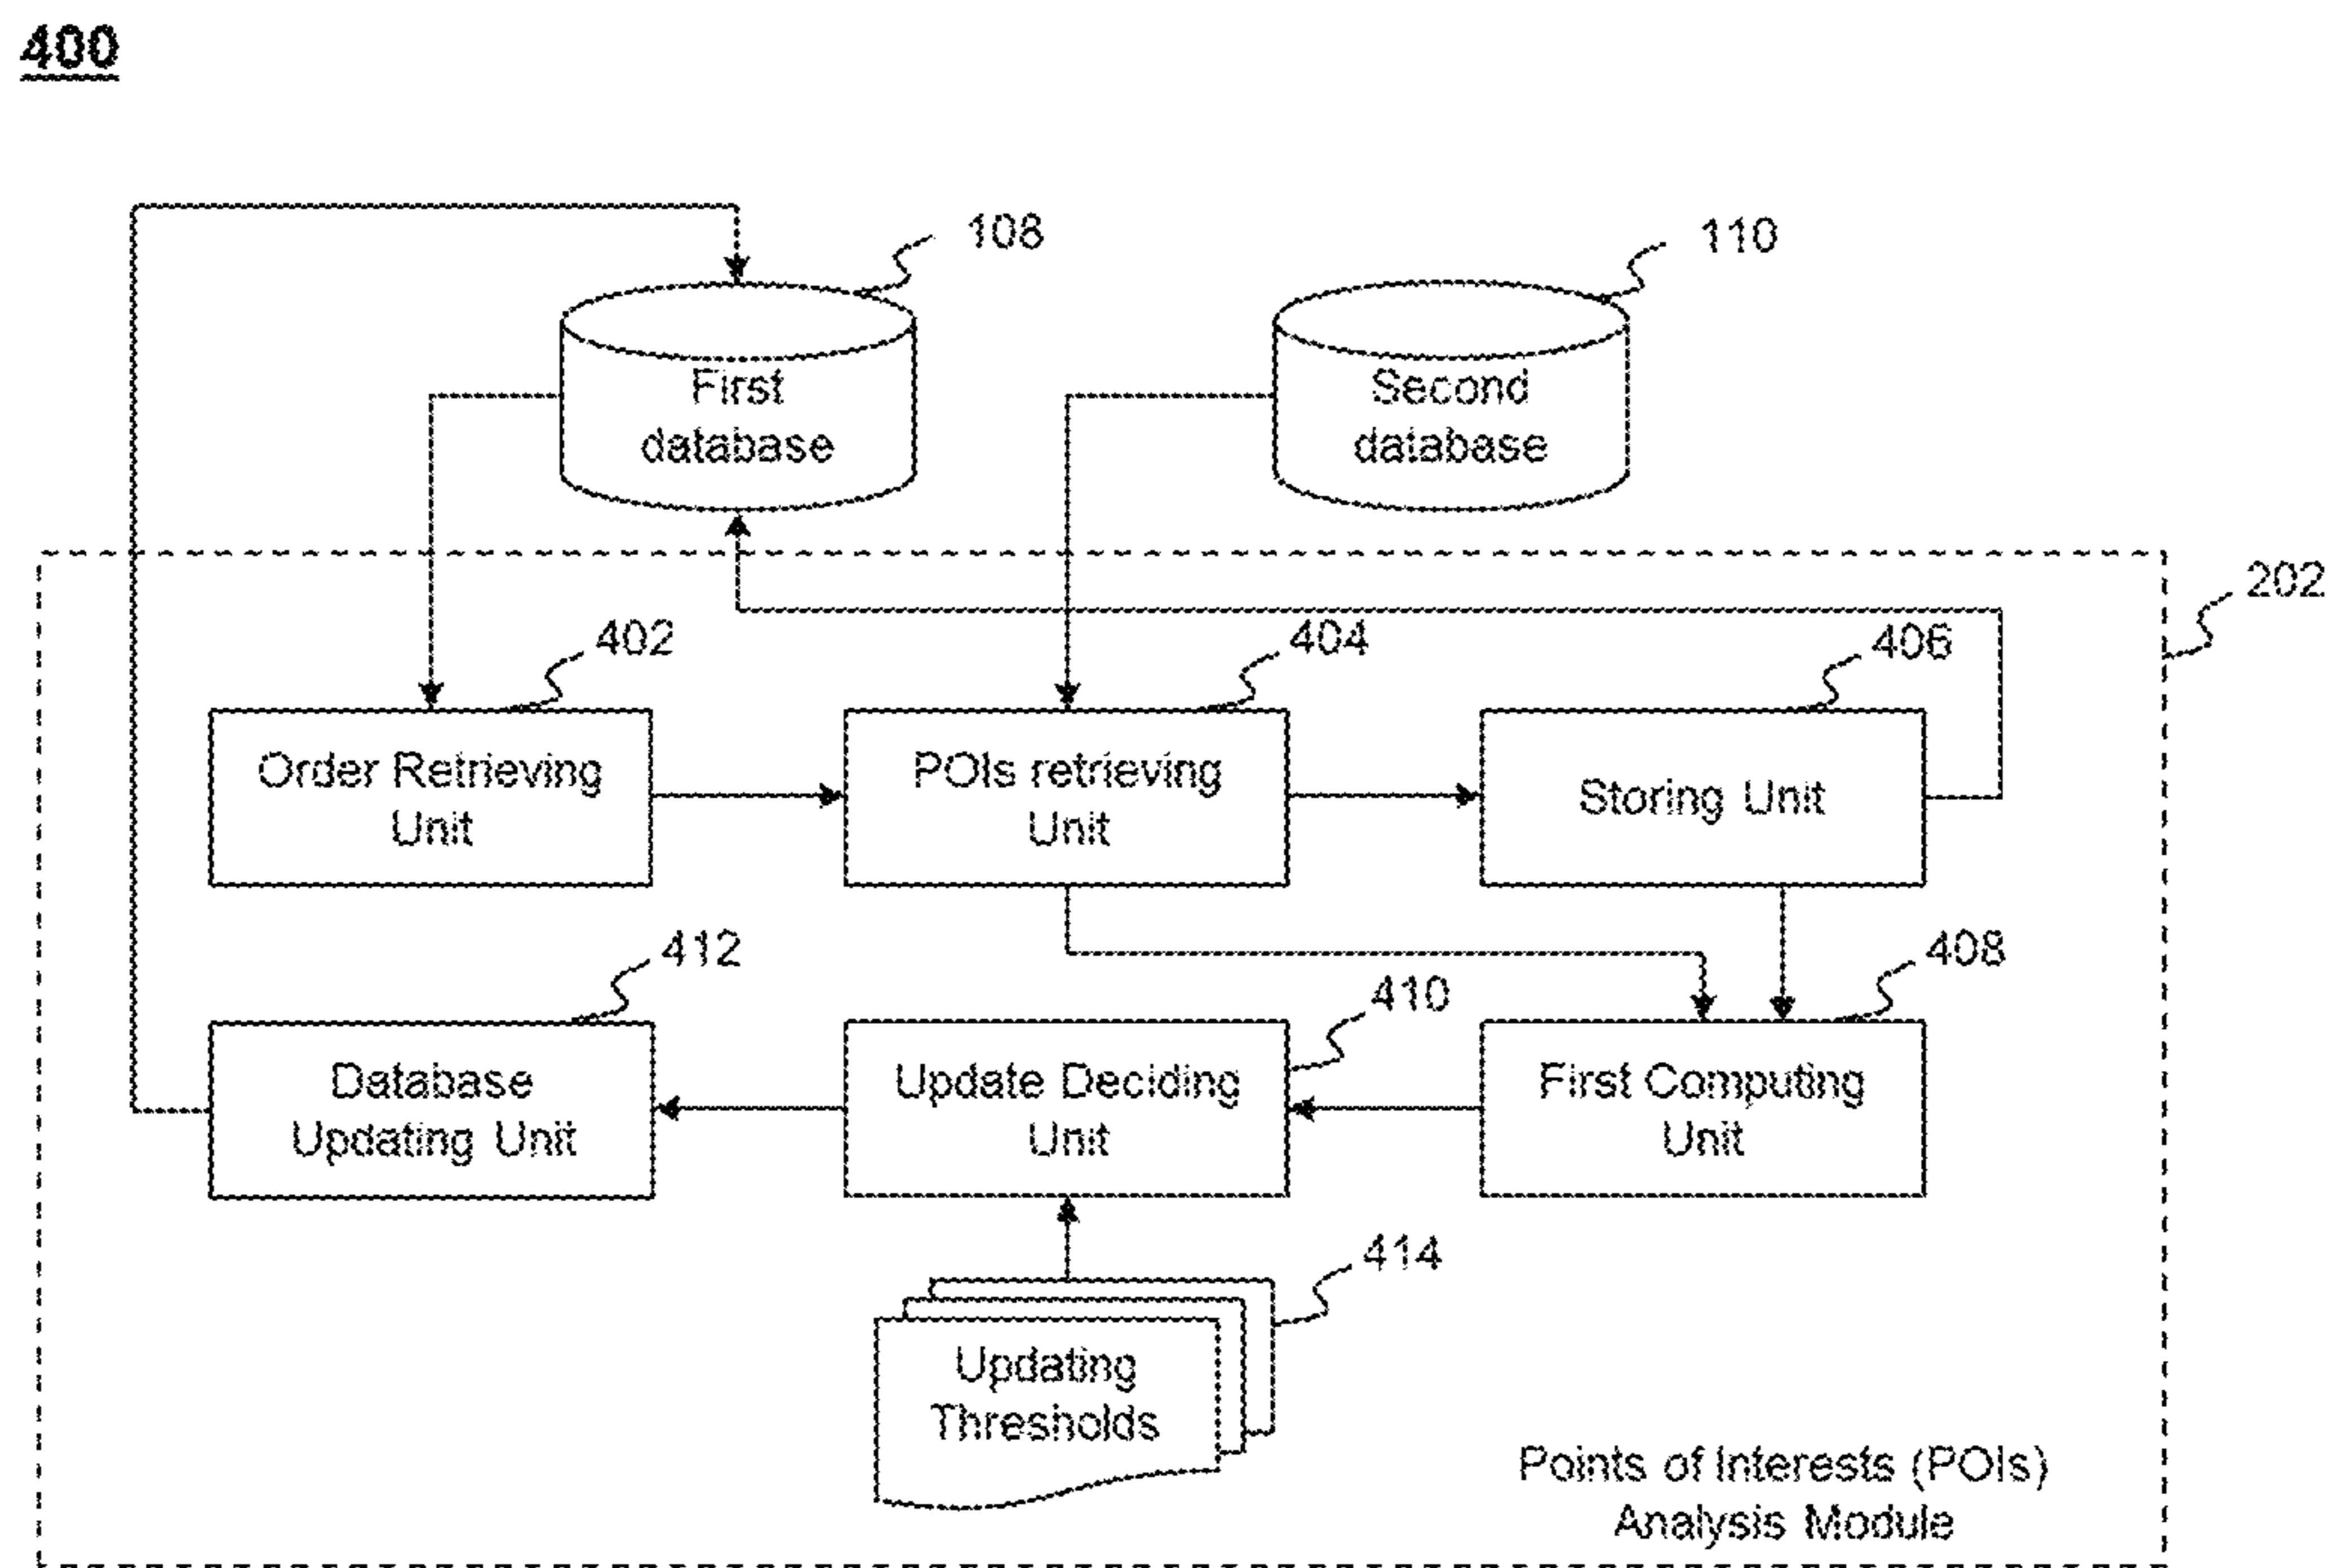 400
108
110
First
database
Second
database
202
402
404
406
Order Retrieving
Unit
POIs retrieving
Unit
Storing Unit
412
410
408
Database
Updating Unit
Update Deciding
Unit
First Computing
Unit
414
Updating
Thresholds
Points of Interests (POIs)
Analysis Module